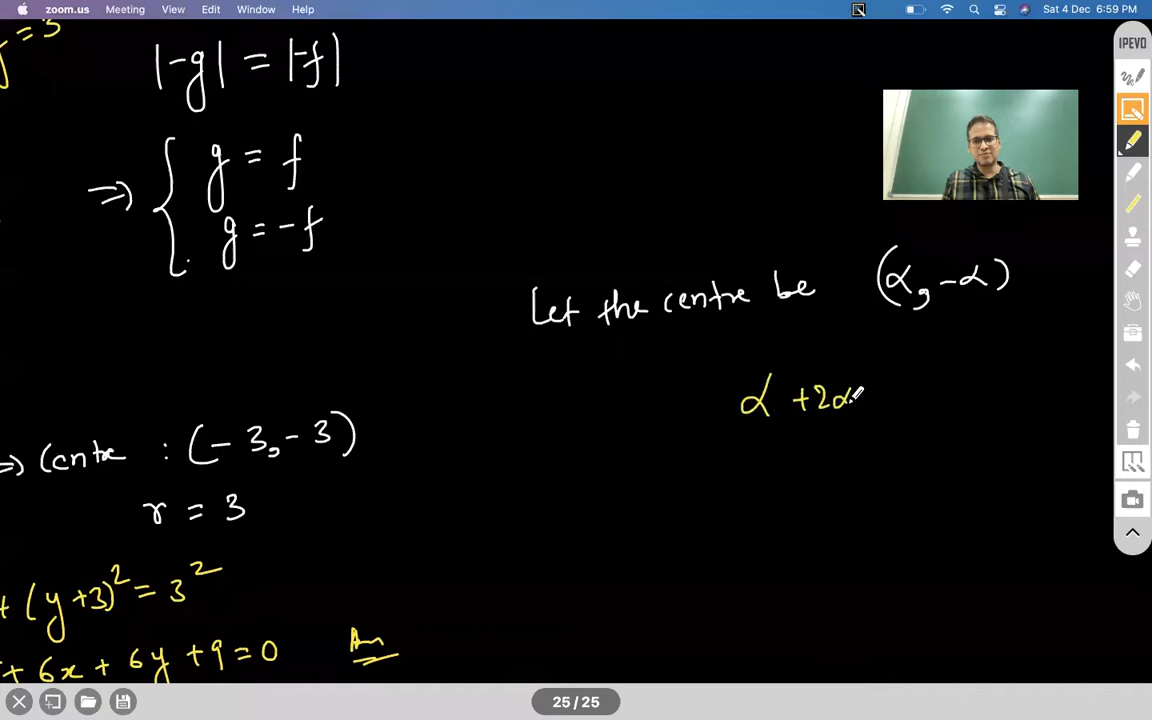 zoom.us Meeting View Edit Window Help Sat 4 Dec 6:59 PM
= 3
|-g| = |-f|
IPEVO
⇒ { g = f
g = -f
Let the centre be (α, -α)
α + 2α
⇒ Centre : (-3, -3)
r = 3
+ (y+3)² = 3²
+ 6x + 6y + 9 = 0 Ans
25 / 25